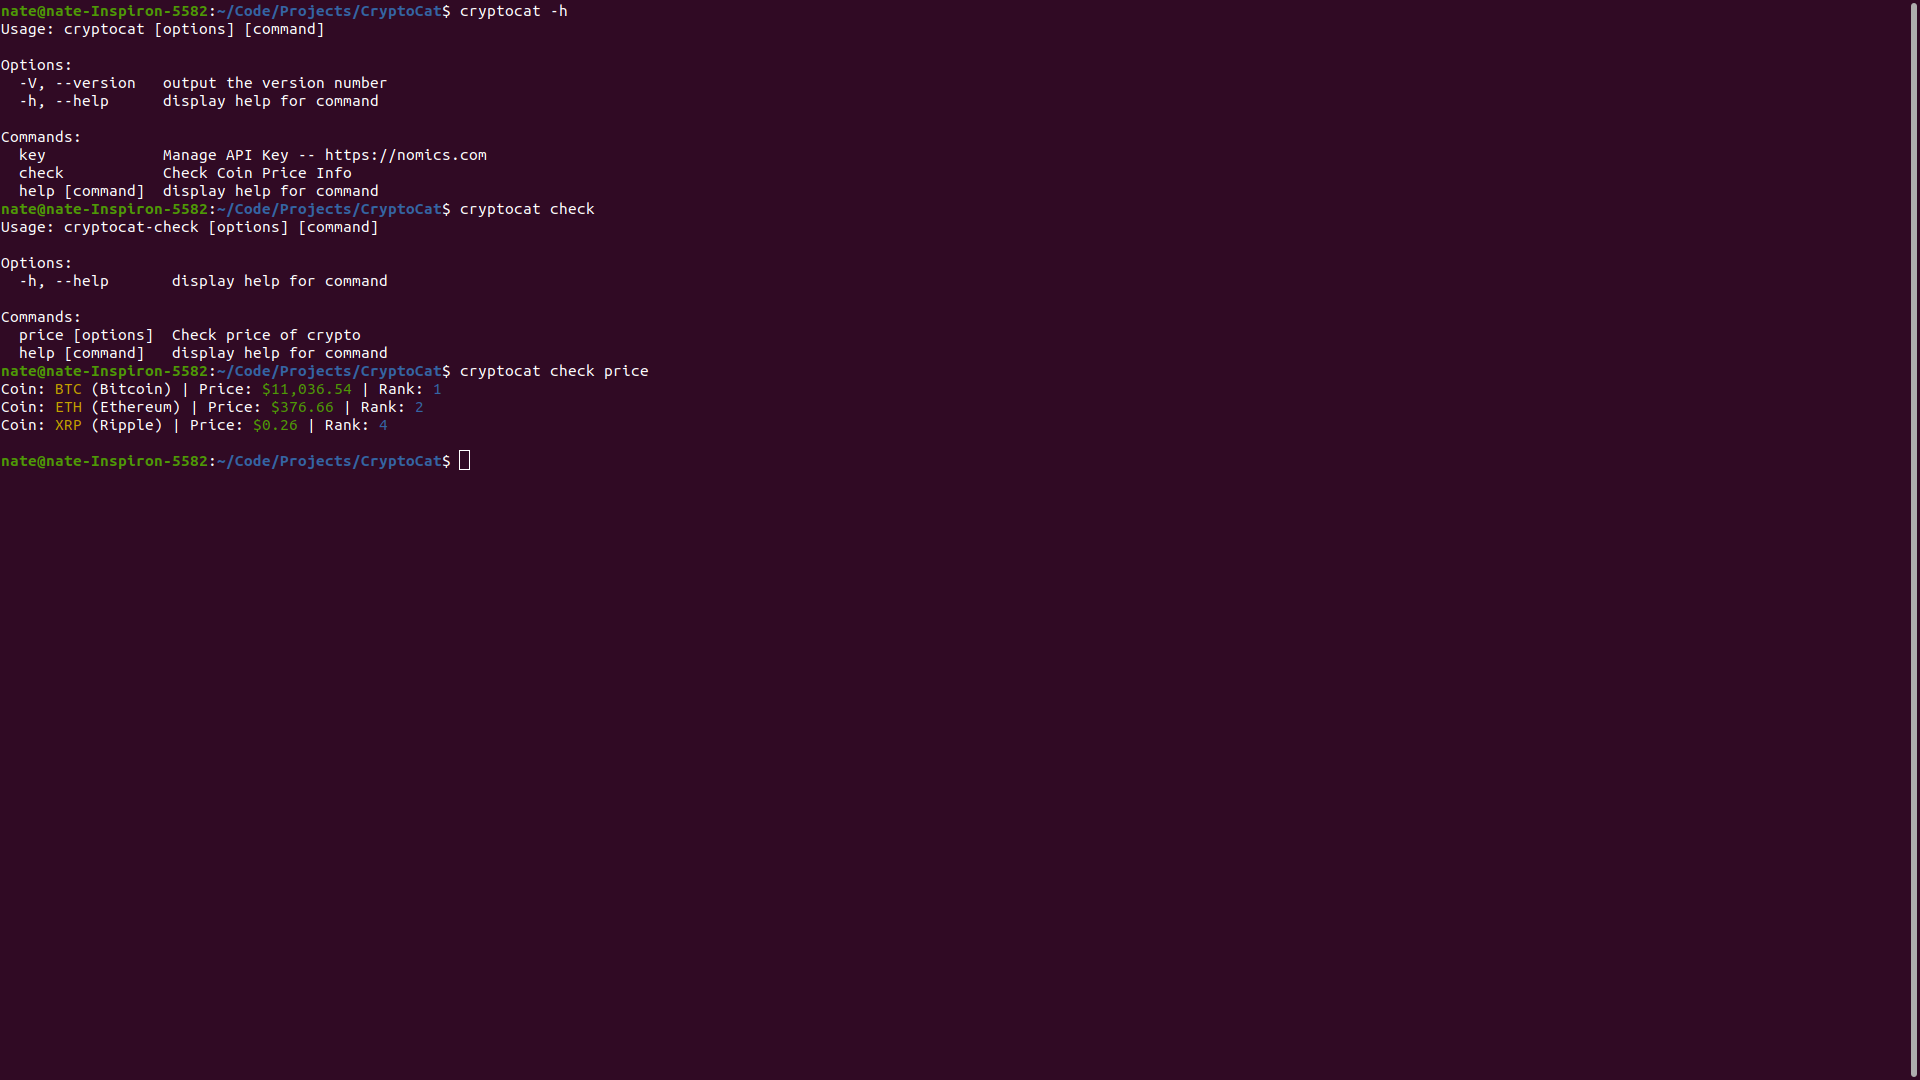 nate@nate-Inspiron-5582:~/Code/Projects/CryptoCat$ cryptocat -h
Usage: cryptocat [options] [command]
Options:
-V, --version output the version number
-h, --help display help for command
Commands:
key Manage API Key -- https://nomics.com
check Check Coin Price Info
help [command] display help for command
nate@nate-Inspiron-5582:~/Code/Projects/CryptoCat$ cryptocat check
Usage: cryptocat-check [options] [command]
Options:
-h, --help display help for command
Commands:
price [options] Check price of crypto
help [command] display help for command
nate@nate-Inspiron-5582:~/Code/Projects/CryptoCat$ cryptocat check price
Coin: BTC (Bitcoin) | Price: $11,036.54 | Rank: 1
Coin: ETH (Ethereum) | Price: $376.66 | Rank: 2
Coin: XRP (Ripple) | Price: $0.26 | Rank: 4
nate@nate-Inspiron-5582:~/Code/Projects/CryptoCat$